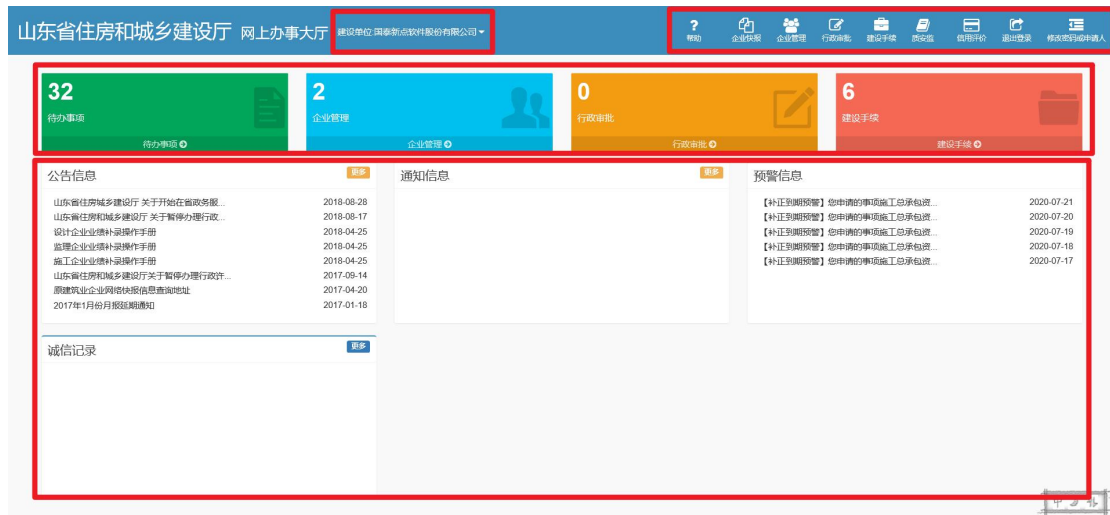 山东省住房和城乡建设厅 网上办事大厅 建设单位:国泰新点软件股份有限公司
帮助 企业快报 企业管理 行政审批 建设手续 质安监 信用评价 退出登录 修改密码或申请人
32 2 0 6
待办事项 企业管理 行政审批 建设手续
待办事项 企业管理 行政审批 建设手续
公告信息 更多 通知信息 更多 预警信息
山东省住房城乡建设厅 关于开始在省政务服... 2018-08-28
山东省住房和城乡建设厅 关于暂停办理行政... 2018-08-17
设计企业业绩补录操作手册 2018-04-25
监理企业业绩补录操作手册 2018-04-25
施工企业业绩补录操作手册 2018-04-25
山东省住房和城乡建设厅关于暂停办理行政许... 2017-09-14
原建筑业企业网络快报信息查询地址 2017-04-20
2017年1月份月报延期通知 2017-01-18
【补正到期预警】您申请的事项施工总承包资... 2020-07-21
【补正到期预警】您申请的事项施工总承包资... 2020-07-20
【补正到期预警】您申请的事项施工总承包资... 2020-07-19
【补正到期预警】您申请的事项施工总承包资... 2020-07-18
【补正到期预警】您申请的事项施工总承包资... 2020-07-17
诚信记录 更多